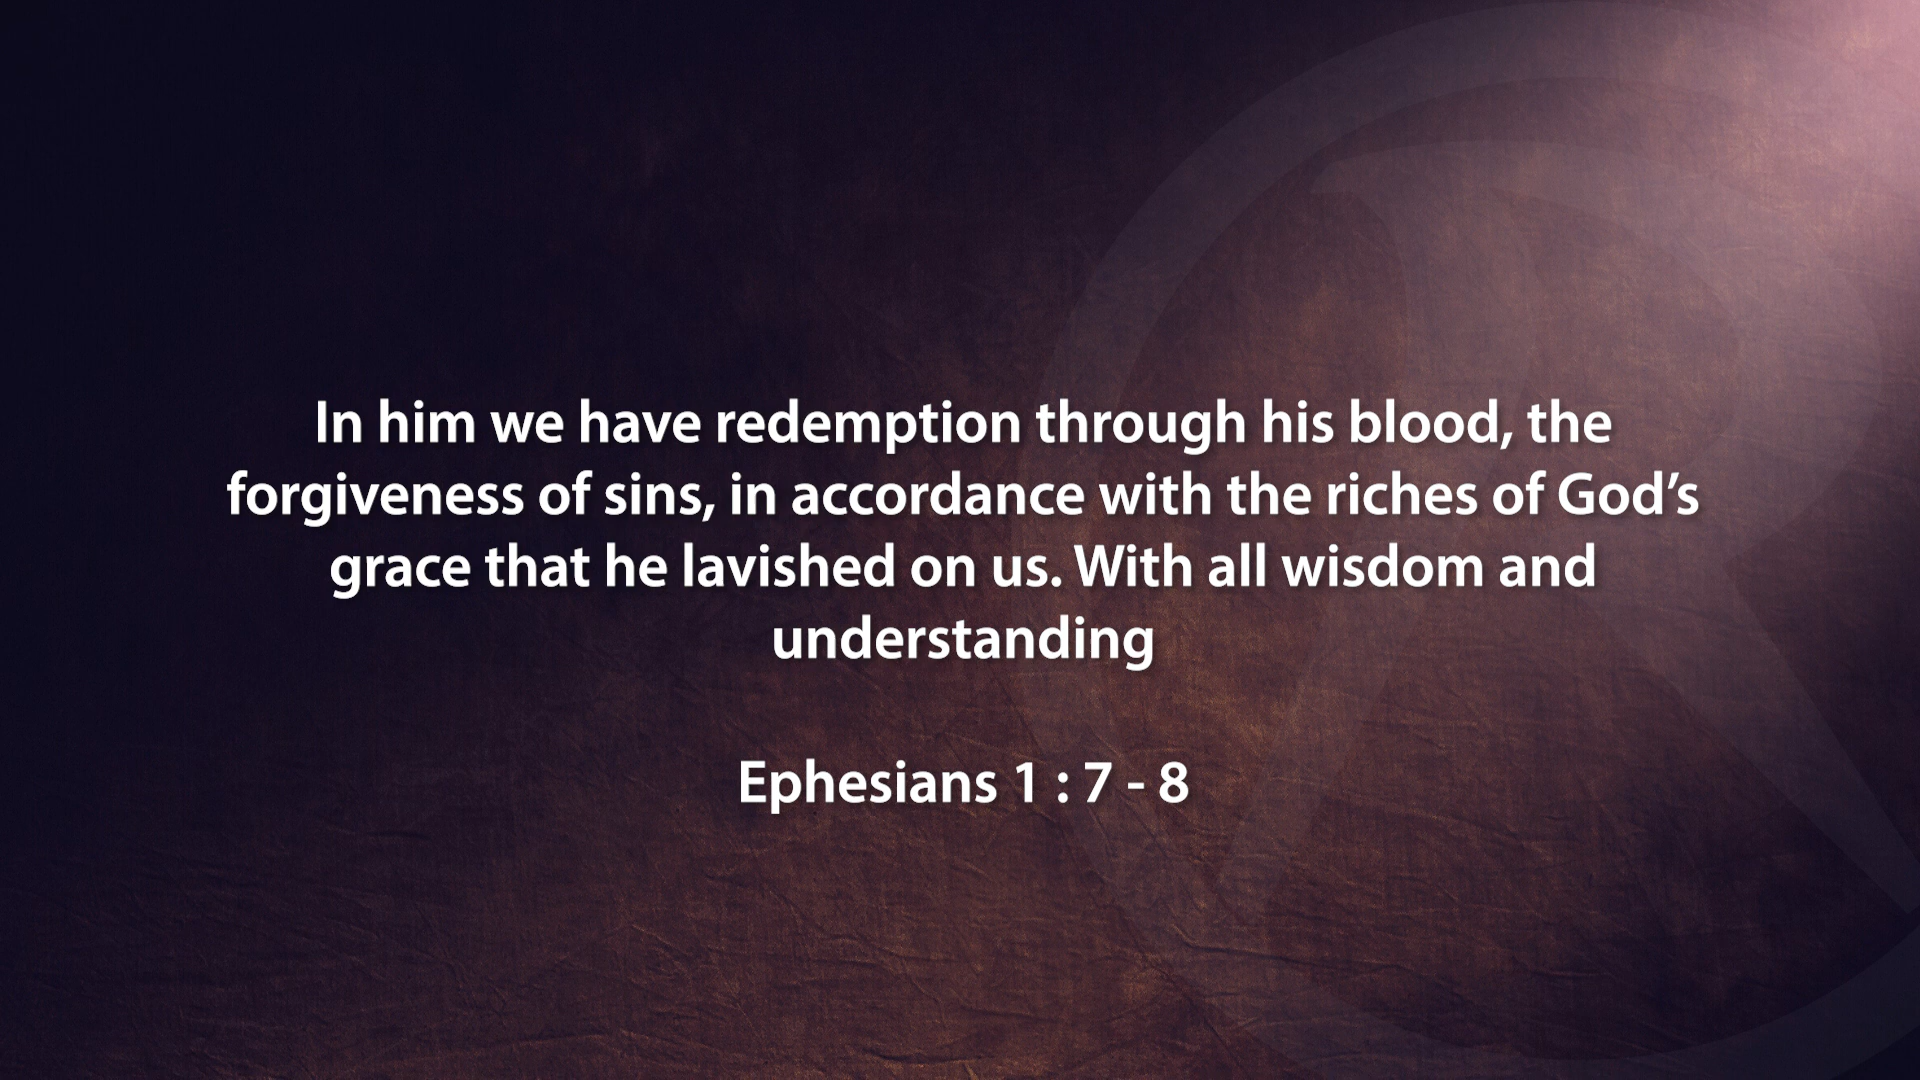 In him we have redemption through his blood, the
forgiveness of sins, in accordance with the riches of God’s
grace that he lavished on us. With all wisdom and
understanding
Ephesians 1 : 7 - 8